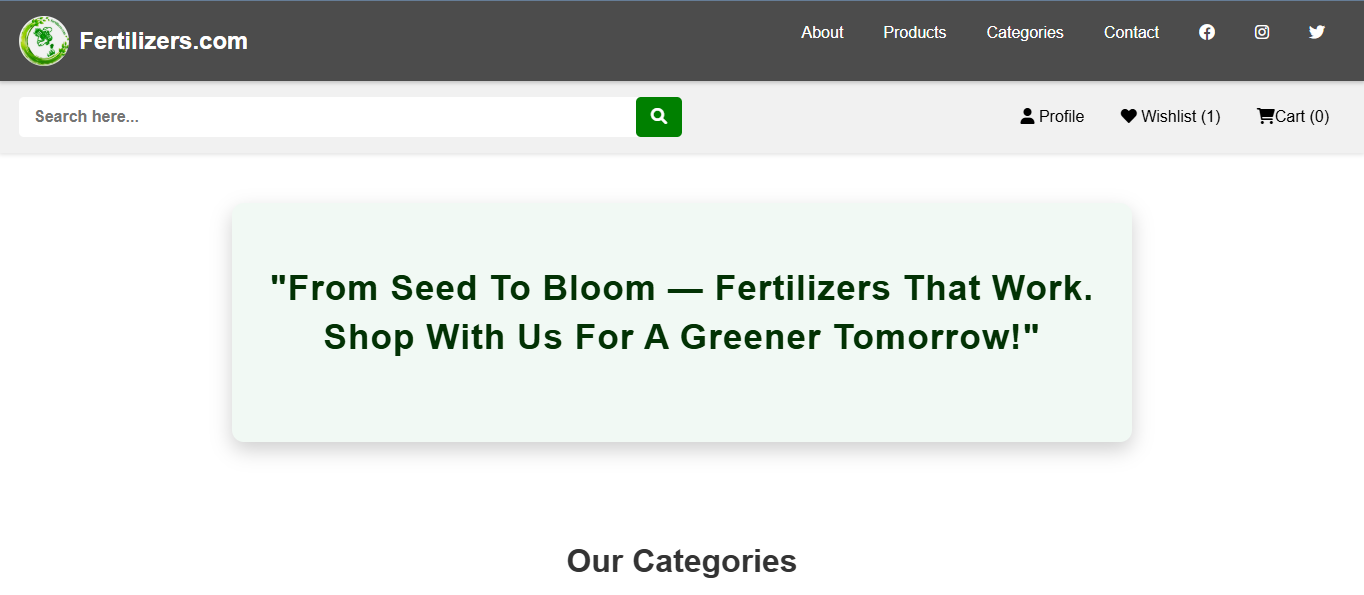 Fertilizers.com
About Products Categories Contact
Search here...
Profile Wishlist (1) Cart (0)
"From Seed To Bloom — Fertilizers That Work.
Shop With Us For A Greener Tomorrow!"
Our Categories